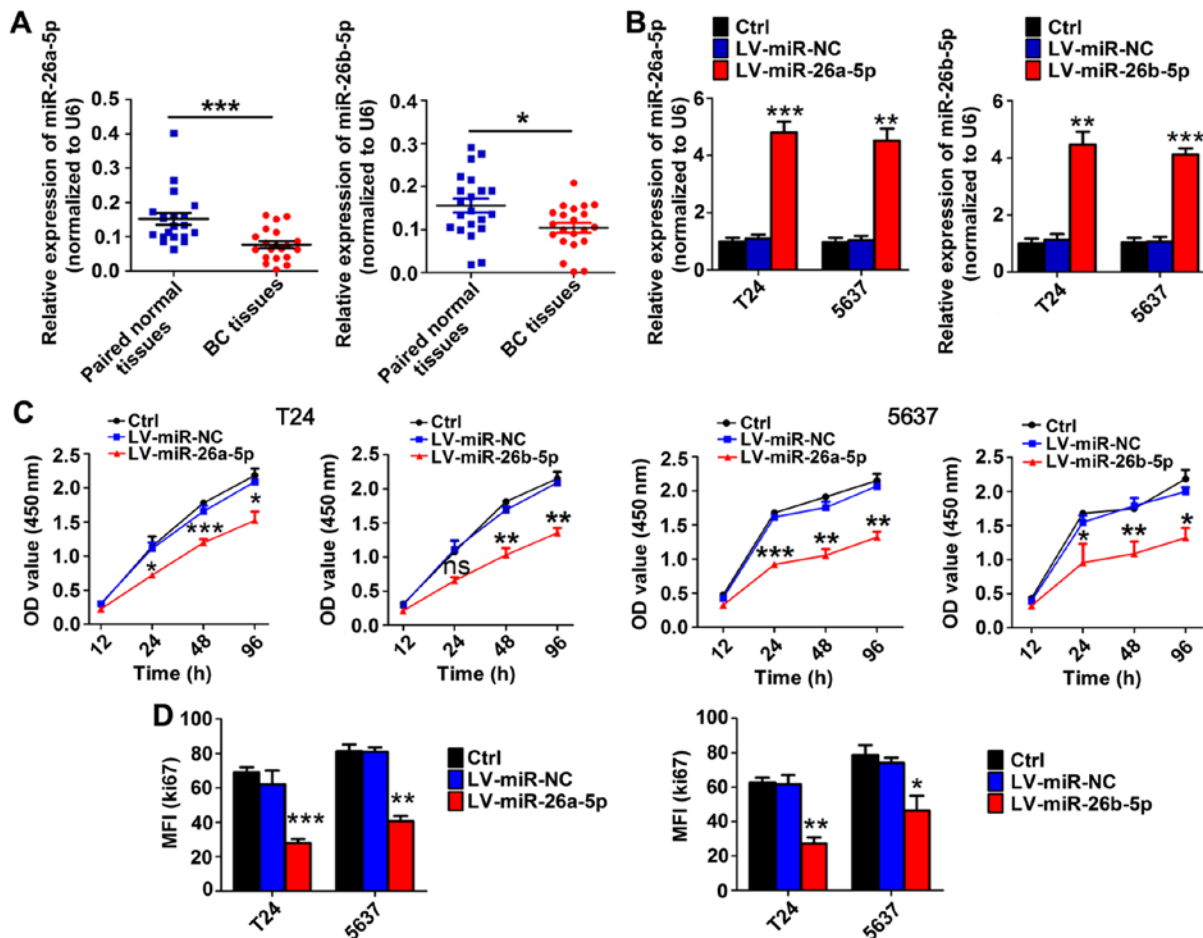 A
Relative expression of miR-26a-5p
(normalized to U6)
0.5
0.4
0.3
0.2
0.1
0.0
***
Paired normal
tissues
BC tissues
Relative expression of miR-26b-5p
(normalized to U6)
0.4
0.3
0.2
0.1
0.0
*
Paired normal
tissues
BC tissues
B
Ctrl
LV-miR-NC
LV-miR-26a-5p
Relative expression of miR-26a-5p
(normalized to U6)
6
4
2
0
***
**
T24
5637
Ctrl
LV-miR-NC
LV-miR-26b-5p
Relative expression of miR-26b-5p
(normalized to U6)
6
4
2
0
**
***
T24
5637
C
T24
Ctrl
LV-miR-NC
LV-miR-26a-5p
OD value (450 nm)
2.5
2.0
1.5
1.0
0.5
0.0
*
***
*
12
24
48
96
Time (h)
Ctrl
LV-miR-NC
LV-miR-26b-5p
OD value (450 nm)
2.5
2.0
1.5
1.0
0.5
0.0
ns
**
**
12
24
48
96
Time (h)
5637
Ctrl
LV-miR-NC
LV-miR-26a-5p
OD value (450 nm)
2.5
2.0
1.5
1.0
0.5
0.0
***
**
**
12
24
48
96
Time (h)
Ctrl
LV-miR-NC
LV-miR-26b-5p
OD value (450 nm)
2.5
2.0
1.5
1.0
0.5
0.0
*
**
*
12
24
48
96
Time (h)
D
MFI (ki67)
100
80
60
40
20
0
***
**
T24
5637
Ctrl
LV-miR-NC
LV-miR-26a-5p
MFI (ki67)
100
80
60
40
20
0
**
*
T24
5637
Ctrl
LV-miR-NC
LV-miR-26b-5p